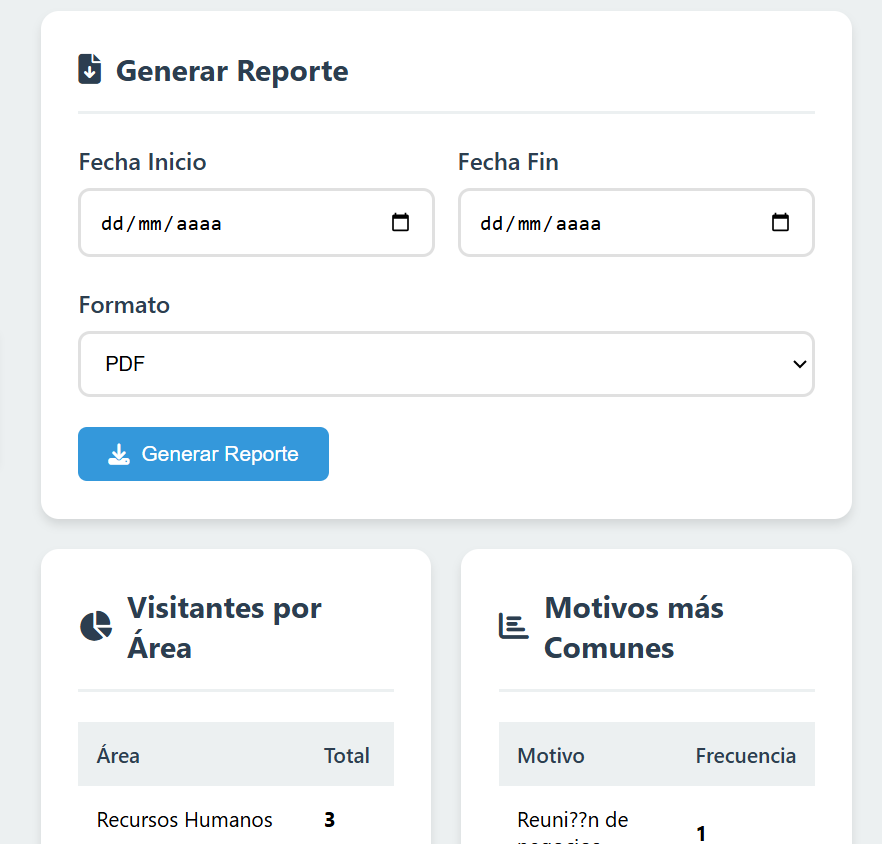 Generar Reporte
Fecha Inicio
Fecha Fin
dd/mm/aaaa
dd/mm/aaaa
Formato
PDF
Generar Reporte
Visitantes por
Área
Área Total
Recursos Humanos 3
Motivos más
Comunes
Motivo Frecuencia
Reuni??n de
1